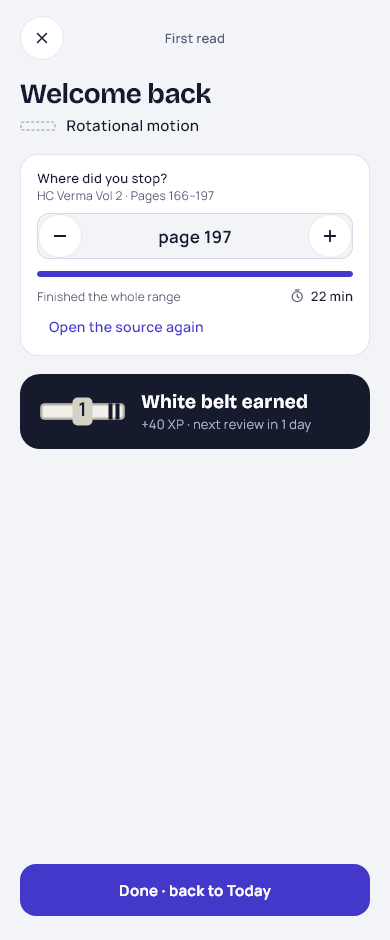 First read
Welcome back
Rotational motion
Where did you stop?
HC Verma Vol 2 · Pages 166–197
page 197
Finished the whole range
22 min
Open the source again
1
White belt earned
+40 XP · next review in 1 day
Done · back to Today